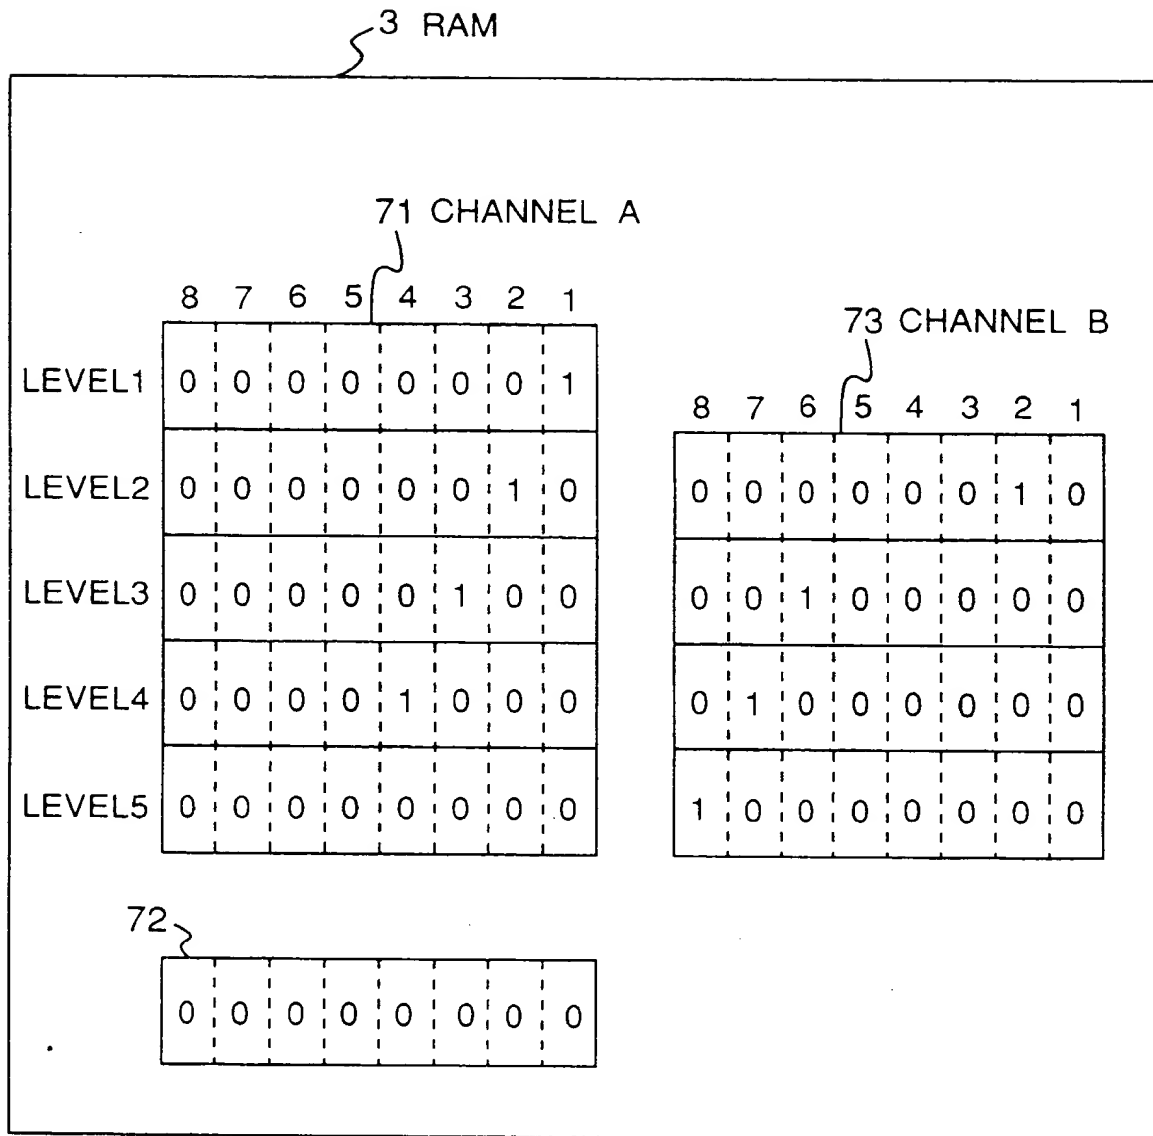 3 RAM
71 CHANNEL A
8 7 6 5 4 3 2 1
73 CHANNEL B
LEVEL1 0 0 0 0 0 0 0 1
8 7 6 5 4 3 2 1
LEVEL2 0 0 0 0 0 0 1 0 0 0 0 0 0 0 1 0
LEVEL3 0 0 0 0 0 1 0 0 0 0 1 0 0 0 0 0
LEVEL4 0 0 0 0 1 0 0 0 0 1 0 0 0 0 0 0
LEVEL5 0 0 0 0 0 0 0 0 1 0 0 0 0 0 0 0
72
0 0 0 0 0 0 0 0